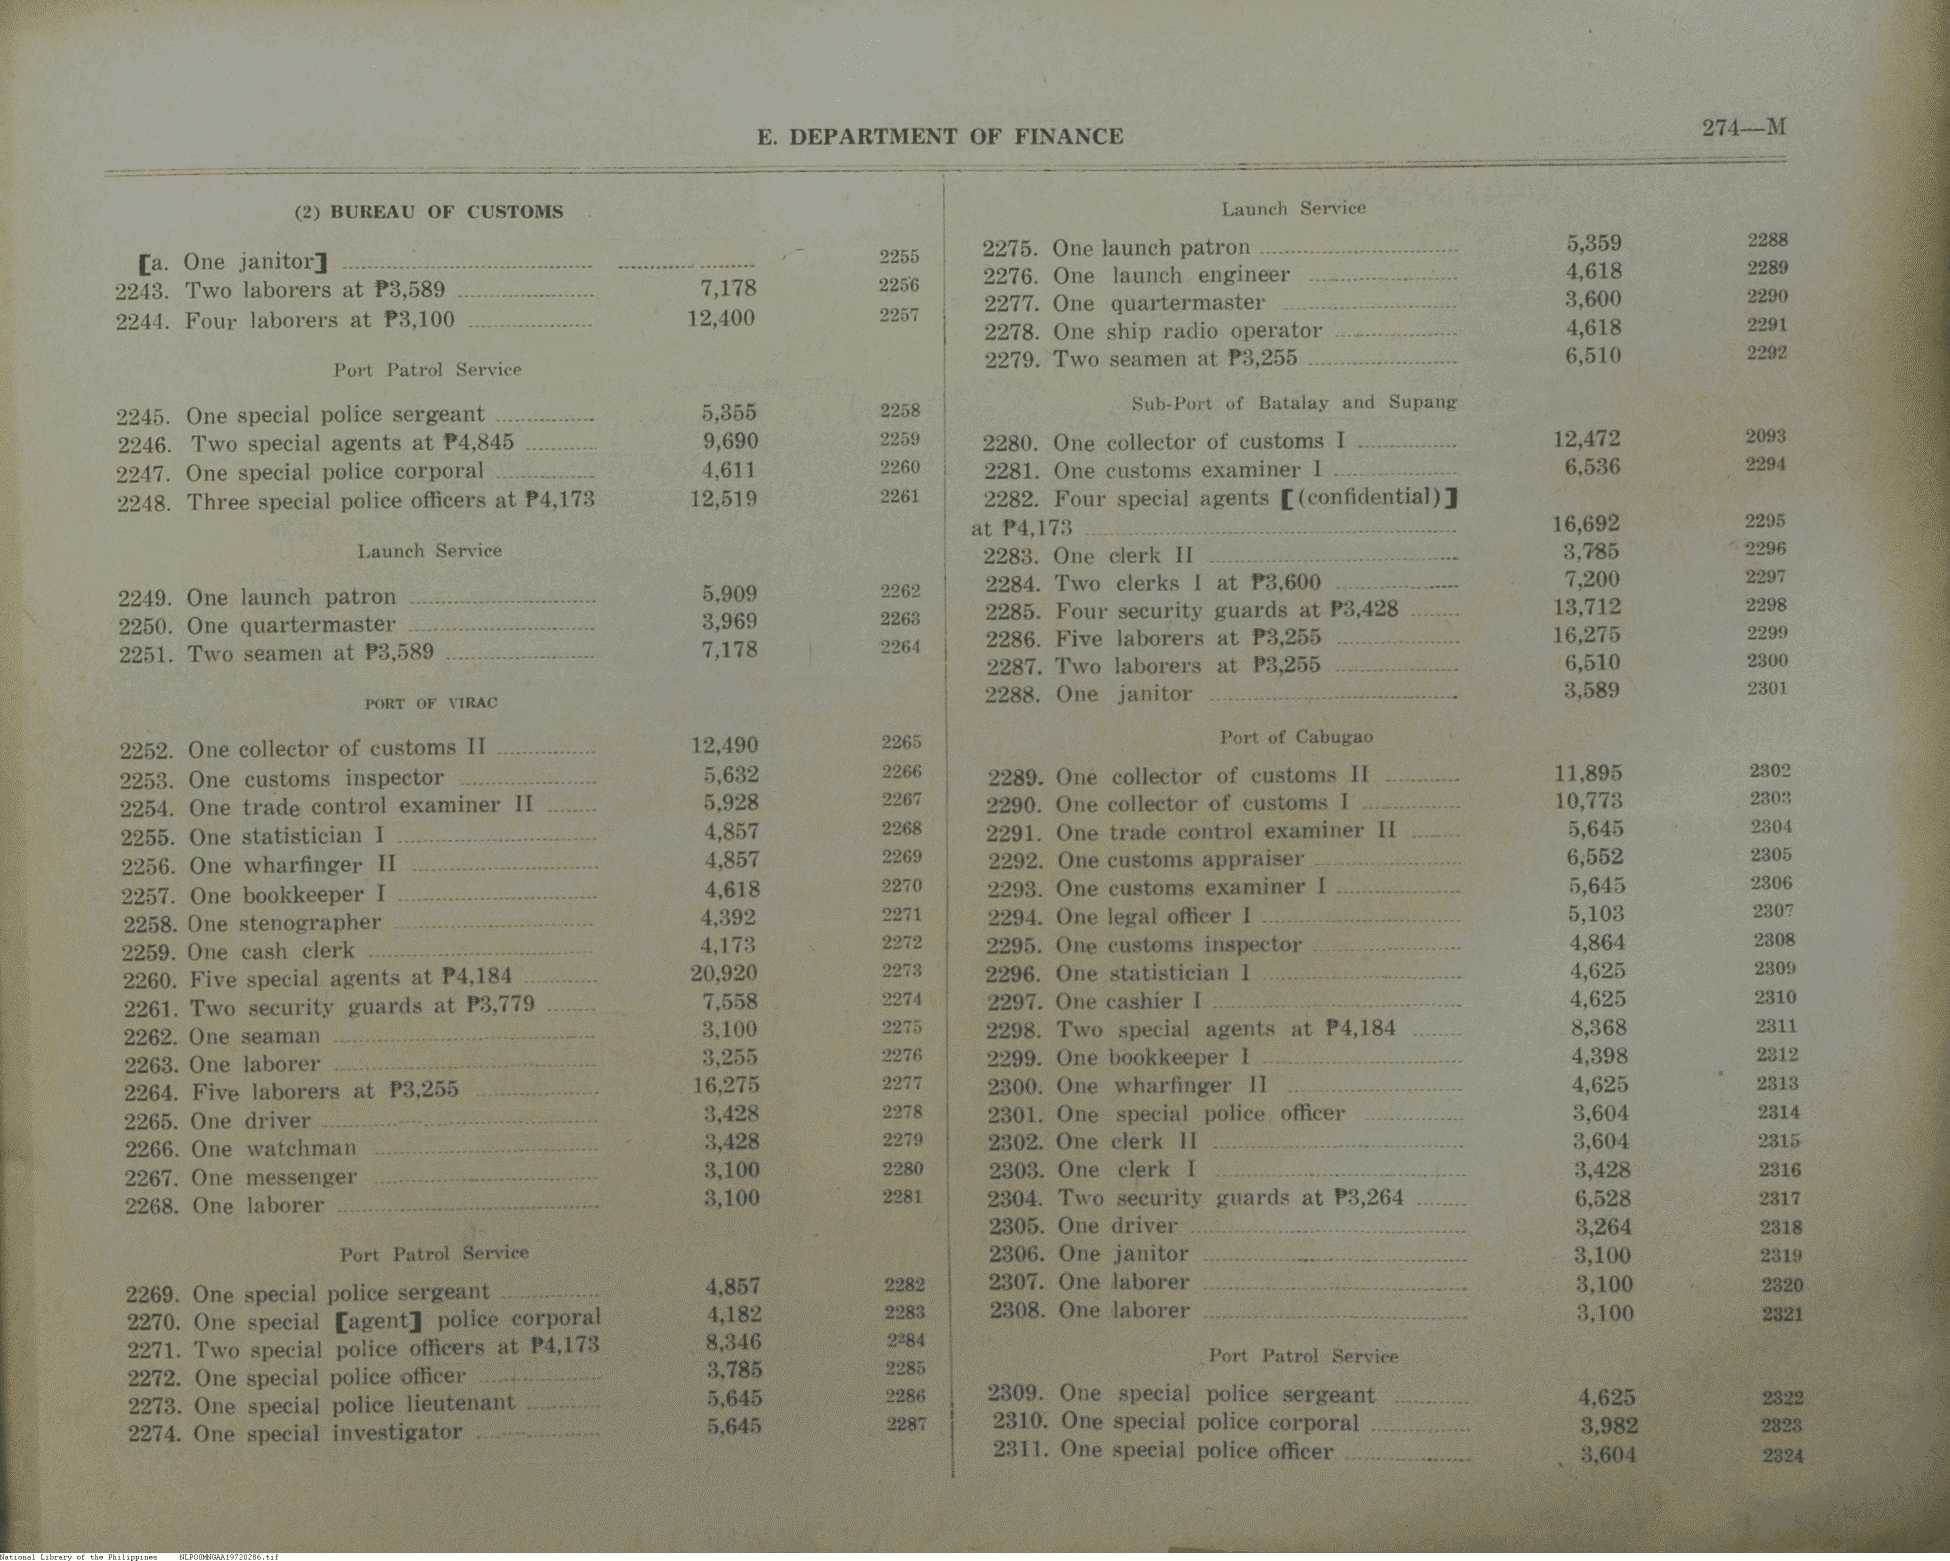 E. DEPARTMENT OF FINANCE
274—M
(2) BUREAU OF CUSTOMS
[a. One janitor] 2255
2243. Two laborers at ₱3,589 7,178 2256
2244. Four laborers at ₱3,100 12,400 2257
Port Patrol Service
2245. One special police sergeant 5,355 2258
2246. Two special agents at ₱4,845 9,690 2259
2247. One special police corporal 4,611 2260
2248. Three special police officers at ₱4,173 12,519 2261
Launch Service
2249. One launch patron 5,909 2262
2250. One quartermaster 3,969 2263
2251. Two seamen at ₱3,589 7,178 2264
PORT OF VIRAC
2252. One collector of customs II 12,490 2265
2253. One customs inspector 5,632 2266
2254. One trade control examiner II 5,928 2267
2255. One statistician I 4,857 2268
2256. One wharfinger II 4,857 2269
2257. One bookkeeper I 4,618 2270
2258. One stenographer 4,392 2271
2259. One cash clerk 4,173 2272
2260. Five special agents at ₱4,184 20,920 2273
2261. Two security guards at ₱3,779 7,558 2274
2262. One seaman 3,100 2275
2263. One laborer 3,255 2276
2264. Five laborers at ₱3,255 16,275 2277
2265. One driver 3,428 2278
2266. One watchman 3,428 2279
2267. One messenger 3,100 2280
2268. One laborer 3,100 2281
Port Patrol Service
2269. One special police sergeant 4,857 2282
2270. One special [agent] police corporal 4,182 2283
2271. Two special police officers at ₱4,173 8,346 2284
2272. One special police officer 3,785 2285
2273. One special police lieutenant 5,645 2286
2274. One special investigator 5,645 2287
Launch Service
2275. One launch patron 5,359 2288
2276. One launch engineer 4,618 2289
2277. One quartermaster 3,600 2290
2278. One ship radio operator 4,618 2291
2279. Two seamen at ₱3,255 6,510 2292
Sub-Port of Batalay and Supang
2280. One collector of customs I 12,472 2093
2281. One customs examiner I 6,536 2294
2282. Four special agents [(confidential)]
at ₱4,173 16,692 2295
2283. One clerk II 3,785 2296
2284. Two clerks I at ₱3,600 7,200 2297
2285. Four security guards at ₱3,428 13,712 2298
2286. Five laborers at ₱3,255 16,275 2299
2287. Two laborers at ₱3,255 6,510 2300
2288. One janitor 3,589 2301
Port of Cabugao
2289. One collector of customs II 11,895 2302
2290. One collector of customs I 10,773 2303
2291. One trade control examiner II 5,645 2304
2292. One customs appraiser 6,552 2305
2293. One customs examiner I 5,645 2306
2294. One legal officer I 5,103 2307
2295. One customs inspector 4,864 2308
2296. One statistician I 4,625 2309
2297. One cashier I 4,625 2310
2298. Two special agents at ₱4,184 8,368 2311
2299. One bookkeeper I 4,398 2312
2300. One wharfinger II 4,625 2313
2301. One special police officer 3,604 2314
2302. One clerk II 3,604 2315
2303. One clerk I 3,428 2316
2304. Two security guards at ₱3,264 6,528 2317
2305. One driver 3,264 2318
2306. One janitor 3,100 2319
2307. One laborer 3,100 2320
2308. One laborer 3,100 2321
Port Patrol Service
2309. One special police sergeant 4,625 2322
2310. One special police corporal 3,982 2323
2311. One special police officer 3,604 2324
National Library of the Philippines NLPOOMNGAA19720286.tif